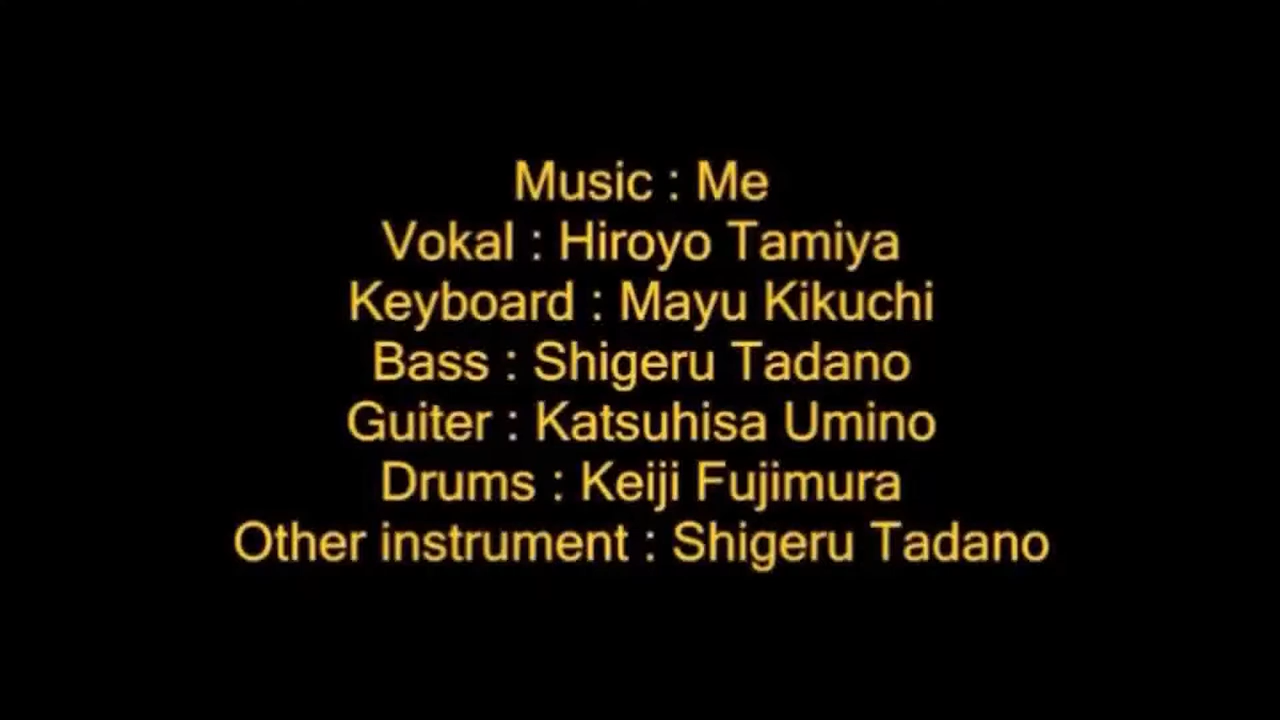 Music : Me
Vokal : Hiroyo Tamiya
Keyboard : Mayu Kikuchi
Bass : Shigeru Tadano
Guiter : Katsuhisa Umino
Drums : Keiji Fujimura
Other instrument : Shigeru Tadano